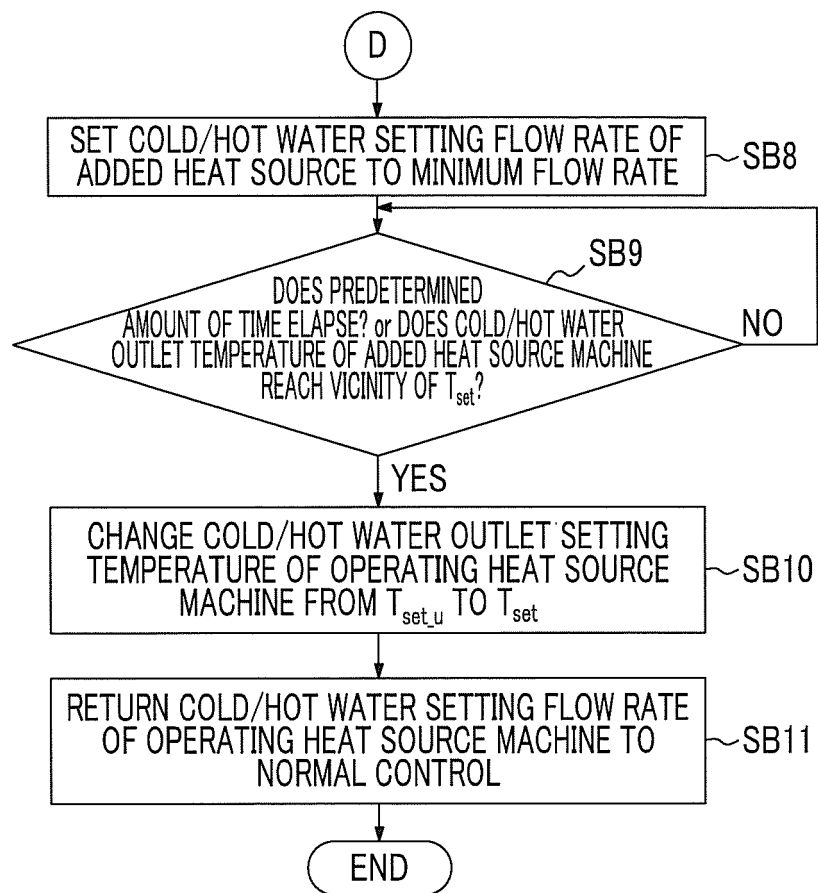 D
SET COLD/HOT WATER SETTING FLOW RATE OF
ADDED HEAT SOURCE TO MINIMUM FLOW RATE
SB8
SB9
DOES PREDETERMINED
AMOUNT OF TIME ELAPSE? or DOES COLD/HOT WATER
OUTLET TEMPERATURE OF ADDED HEAT SOURCE MACHINE
REACH VICINITY OF Tset?
NO
YES
CHANGE COLD/HOT WATER OUTLET SETTING
TEMPERATURE OF OPERATING HEAT SOURCE
MACHINE FROM Tset_u TO Tset
SB10
RETURN COLD/HOT WATER SETTING FLOW RATE
OF OPERATING HEAT SOURCE MACHINE TO
NORMAL CONTROL
SB11
END